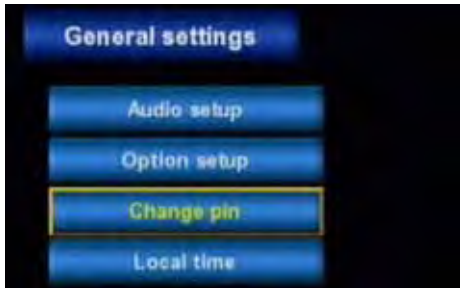 General settings
Audio setup
Option setup
Change pin
Local time